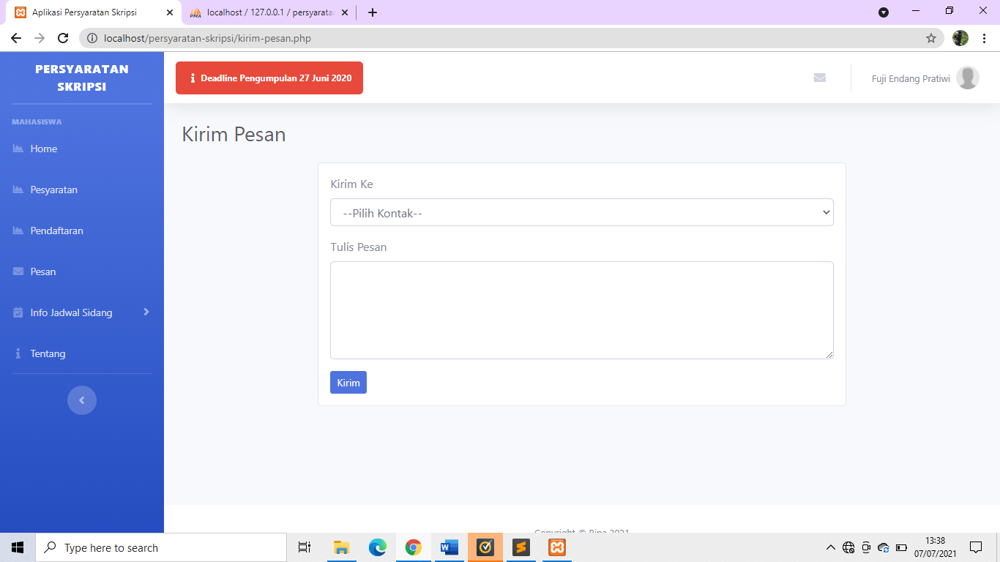 Aplikasi Persyaratan Skripsi
localhost / 127.0.0.1 / persyaratan
localhost/persyaratan-skripsi/kirim-pesan.php
PERSYARATAN
SKRIPSI
MAHASISWA
Home
Pesyaratan
Pendaftaran
Pesan
Info Jadwal Sidang
Tentang
Deadline Pengumpulan 27 Juni 2020
Fuji Endang Pratiwi
Kirim Pesan
Kirim Ke
--Pilih Kontak--
Tulis Pesan
Kirim
Copyright © Rina 2021
Type here to search
13:38
07/07/2021